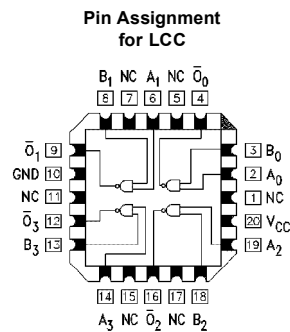 Pin Assignment
for LCC
B₁ NC A₁ NC Ō₀
8 7 6 5 4
Ō₁ 9
GND 10
NC 11
Ō₃ 12
B₃ 13
3 B₀
2 A₀
1 NC
20 V_CC
19 A₂
14 15 16 17 18
A₃ NC Ō₂ NC B₂